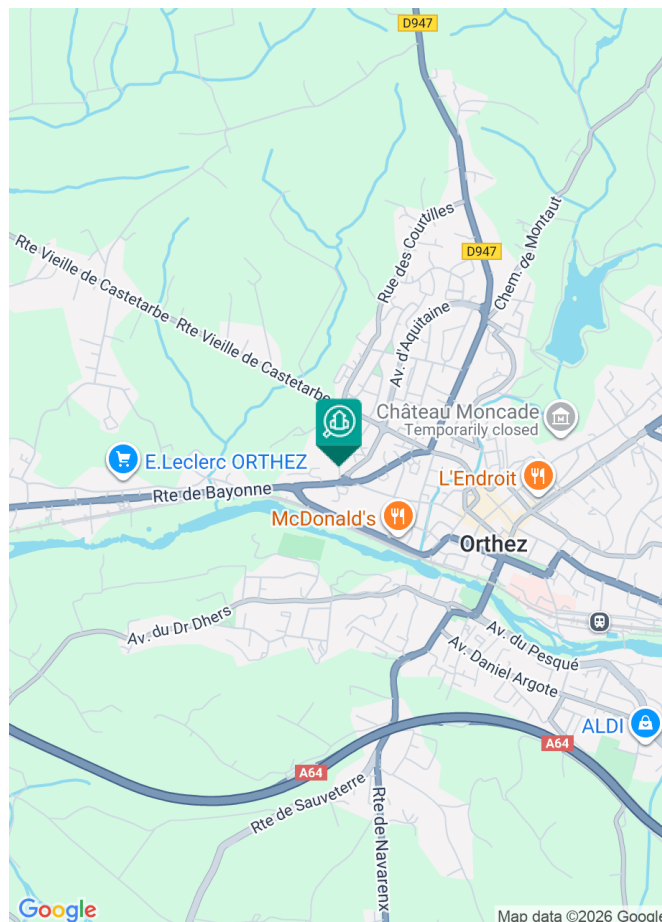 D947
Rue des Courtilles
D947
Chem. de Montaut
Rte Vieille de Castetarbe
Rte Vieille de Castetarbe
Av. d'Aquitaine
Château Moncade
Temporarily closed
E.Leclerc ORTHEZ
L'Endroit
Rte de Bayonne
McDonald's
Orthez
Av. du Dr Dhers
Av. du Pesqué
Av. Daniel Argote
ALDI
A64
A64
Rte de Sauveterre
Rte de Navarrenx
Google
Map data ©2026 Google